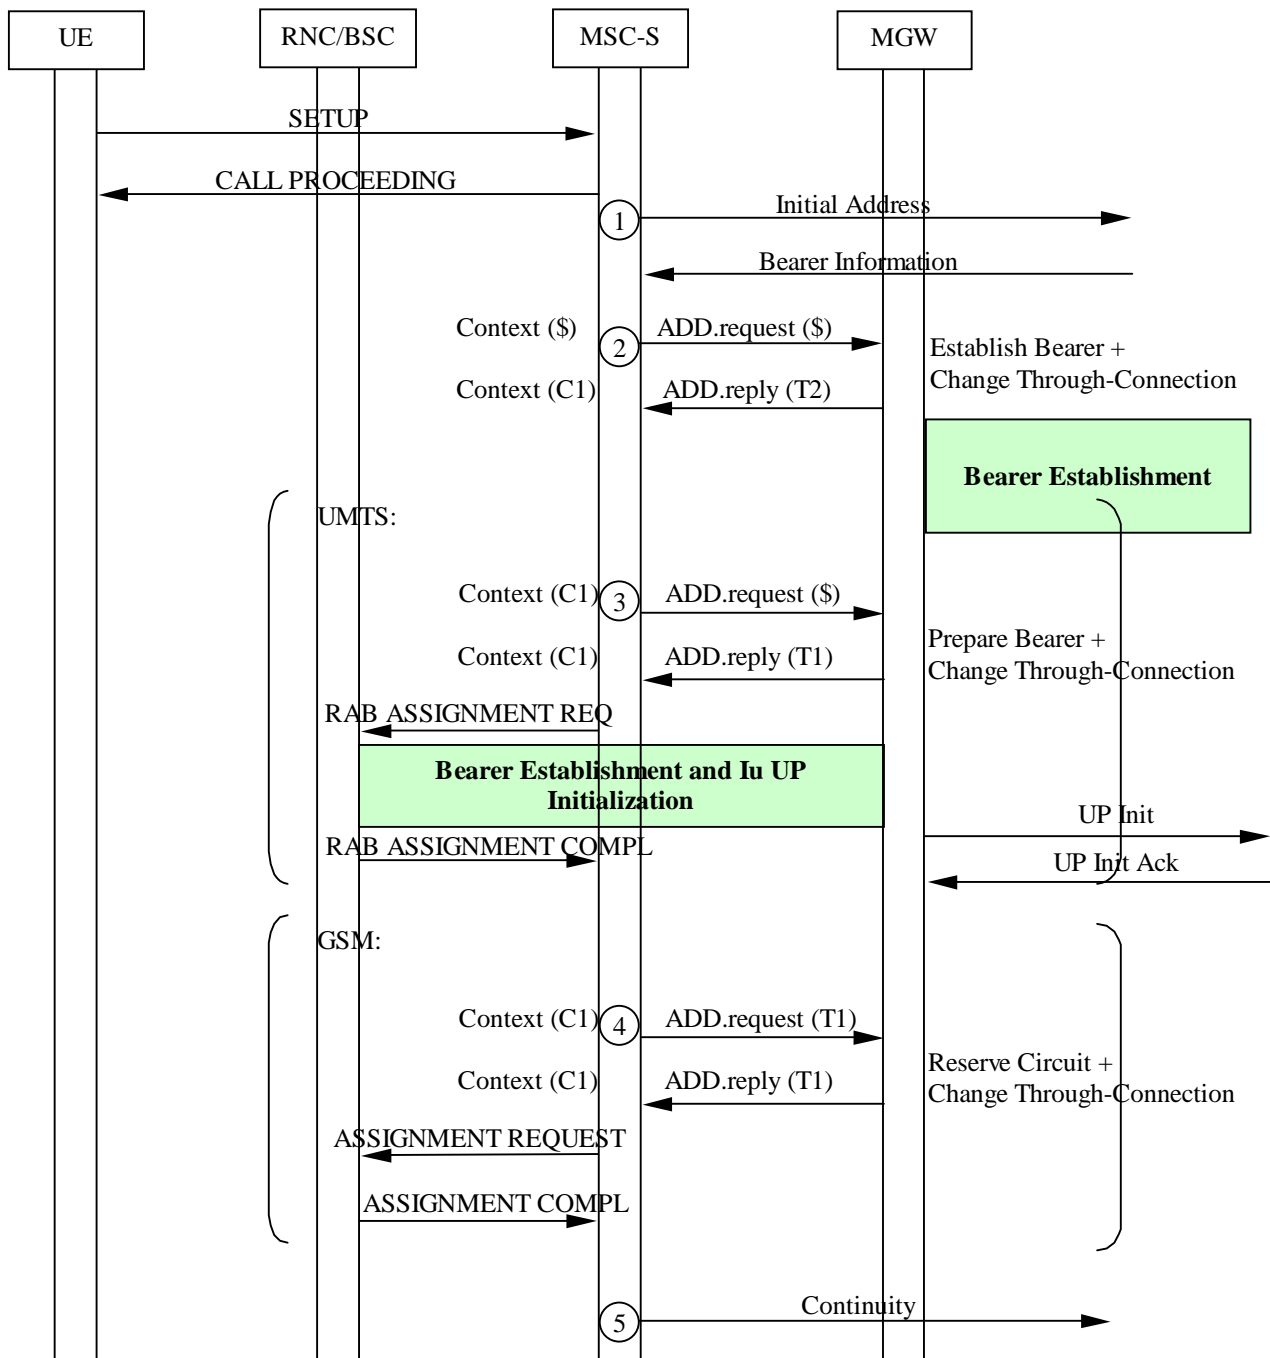 UE
RNC/BSC
MSC-S
MGW
SETUP
CALL PROCEEDING
1
Initial Address
Bearer Information
Context ($)
2
ADD.request ($)
Establish Bearer +
Change Through-Connection
Context (C1)
ADD.reply (T2)
Bearer Establishment
UMTS:
Context (C1)
3
ADD.request ($)
Prepare Bearer +
Change Through-Connection
Context (C1)
ADD.reply (T1)
RAB ASSIGNMENT REQ
Bearer Establishment and Iu UP
Initialization
UP Init
RAB ASSIGNMENT COMPL
UP Init Ack
GSM:
Context (C1)
4
ADD.request (T1)
Reserve Circuit +
Change Through-Connection
Context (C1)
ADD.reply (T1)
ASSIGNMENT REQUEST
ASSIGNMENT COMPL
5
Continuity